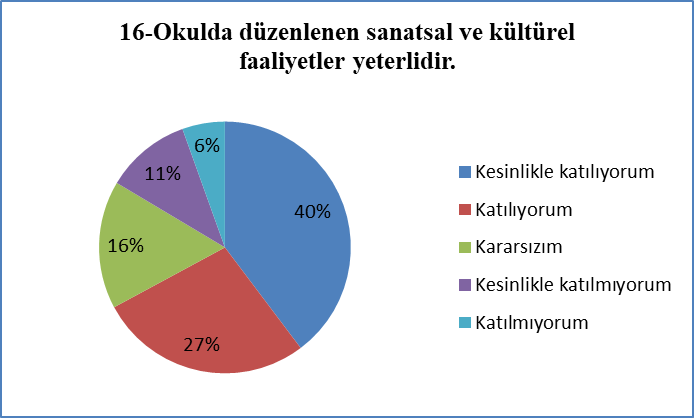 16-Okulda düzenlenen sanatsal ve kültürel
faaliyetler yeterlidir.
6%
11%
40%
16%
27%
Kesinlikle katılıyorum
Katılıyorum
Kararsızım
Kesinlikle katılmıyorum
Katılmıyorum